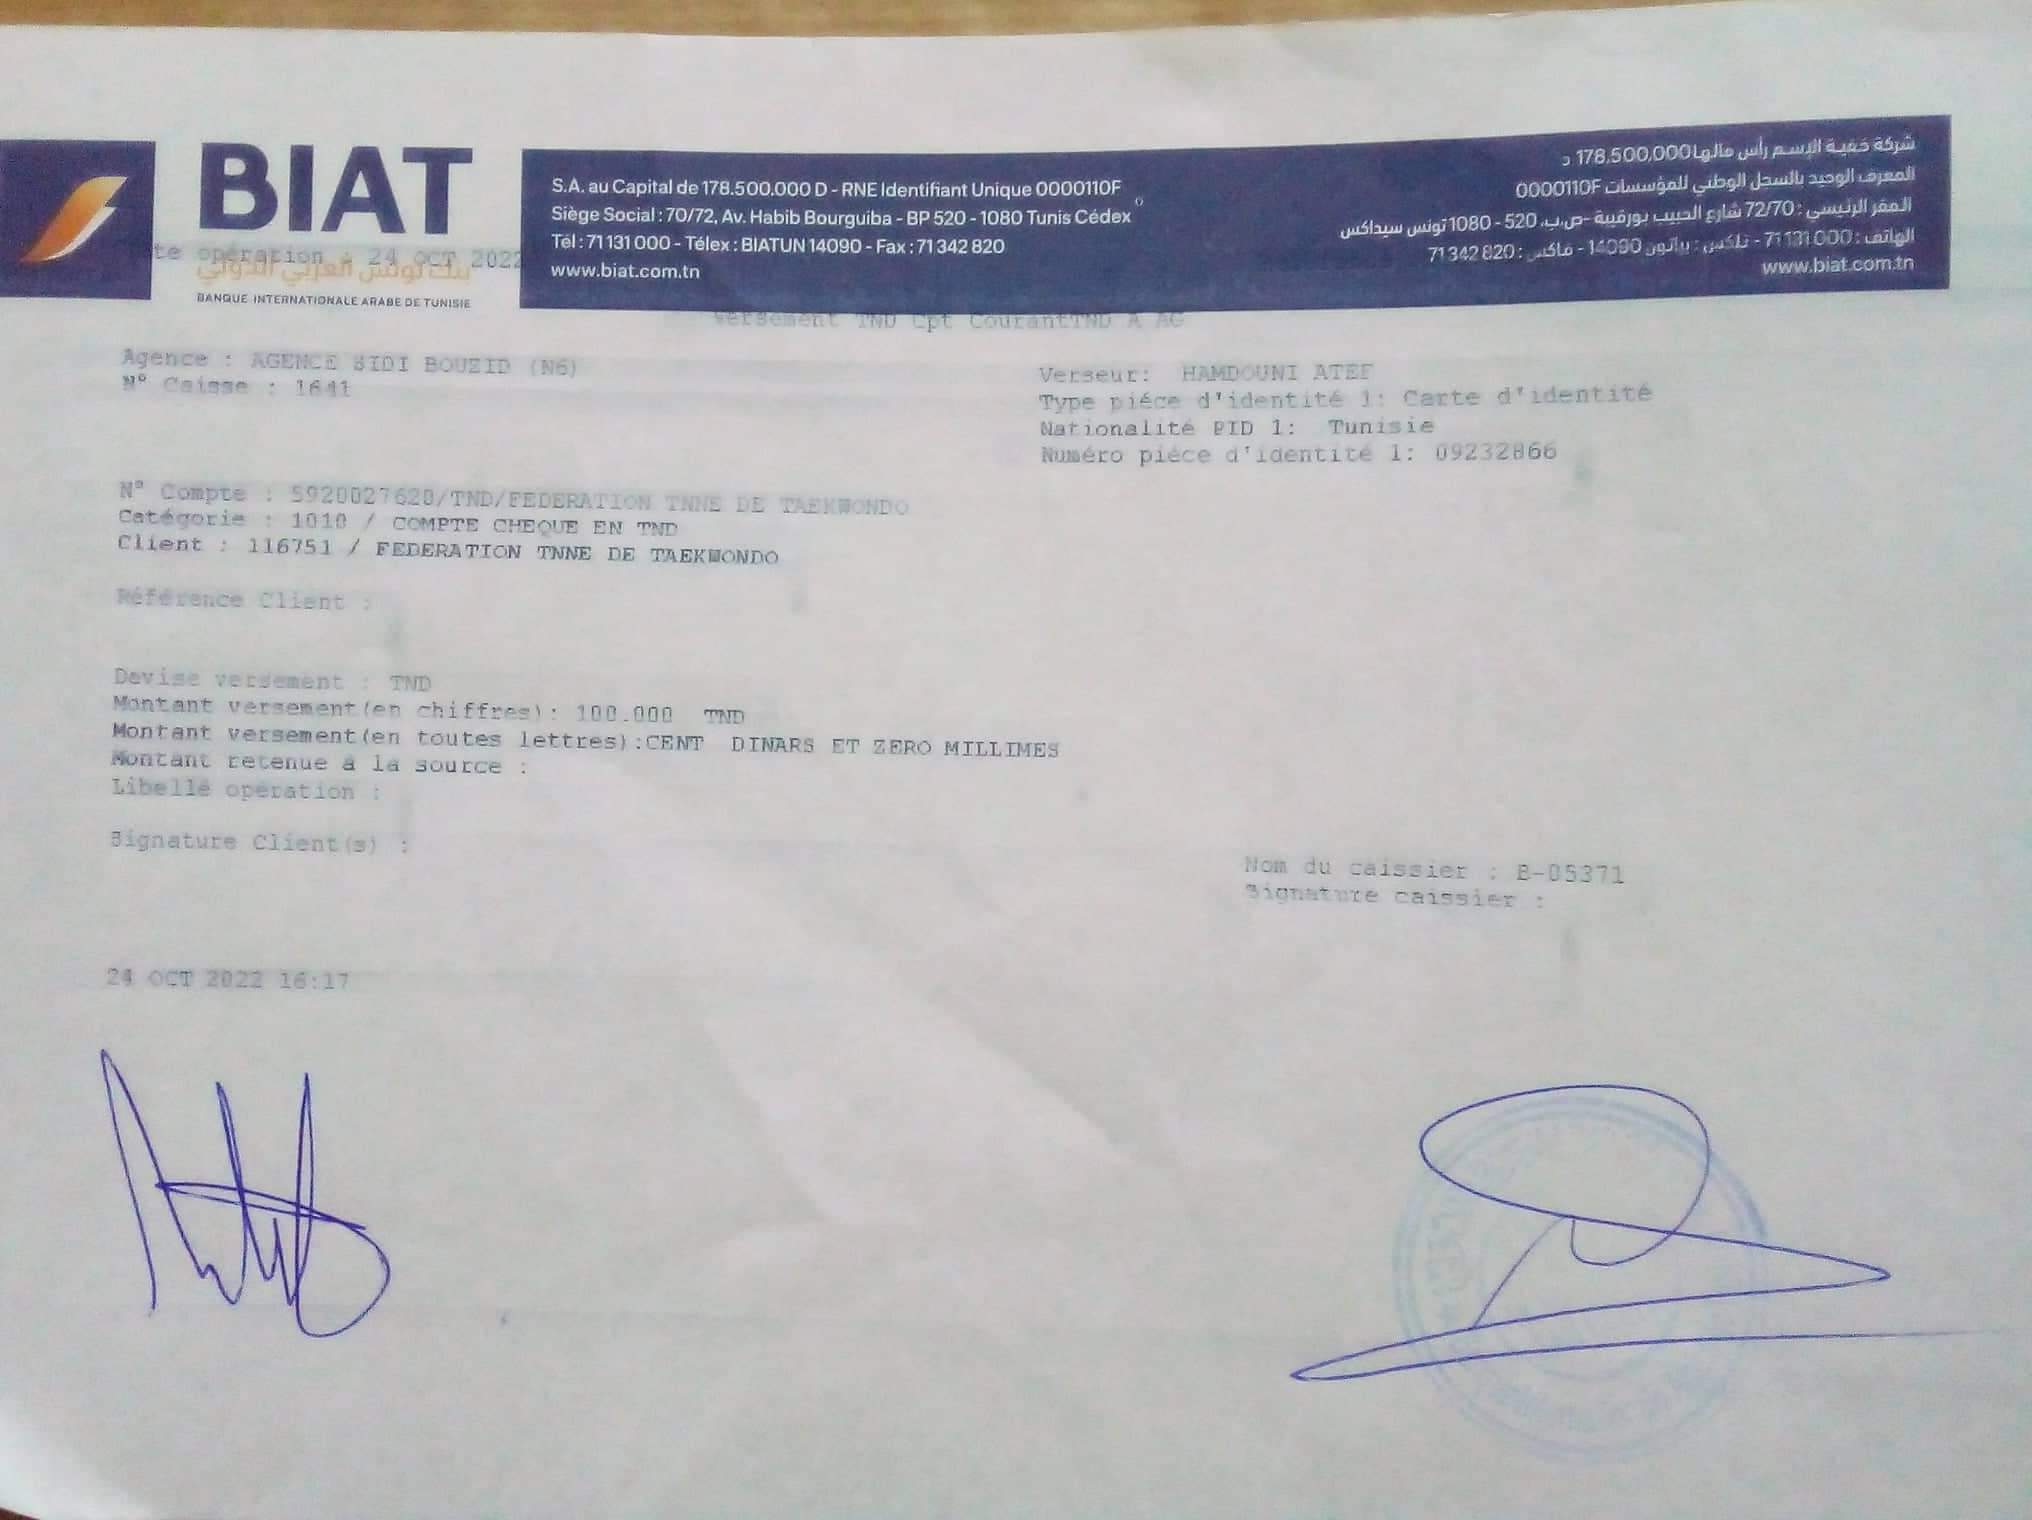 BIAT
بنك تونس العربي الدولي
BANQUE INTERNATIONALE ARABE DE TUNISIE
S.A. au Capital de 178.500.000 D - RNE Identifiant Unique 0000110F
Siège Social : 70/72, Av. Habib Bourguiba - BP 520 - 1080 Tunis Cédex
Tél : 71 131 000 - Télex : BIATUN 14090 - Fax : 71 342 820
www.biat.com.tn
شركة خفية الإسم رأس مالها 178.500.000 د
المعرف الوحيد بالسجل الوطني للمؤسسات 0000110F
المقر الرئيسي : 72/70 شارع الحبيب بورقيبة -ص.ب. 520 - 1080 تونس سيداكس
الهاتف : 71 131 000 - تلكس : بياتون 14090 - فاكس : 71 342 820
www.biat.com.tn
te opération : 24 OCT 2022
Versement TND Cpt CourantTND A AG
Agence : AGENCE SIDI BOUZID (N6)
N° Caisse : 1641
Verseur: HAMDOUNI ATEF
Type piéce d'identité 1: Carte d'identité
Nationalité PID 1: Tunisie
Numéro piéce d'identité 1: 09232866
N° Compte : 5920027620/TND/FEDERATION TNNE DE TAEKWONDO
Catégorie : 1010 / COMPTE CHEQUE EN TND
Client : 116751 / FEDERATION TNNE DE TAEKWONDO
Référence Client :
Devise versement : TND
Montant versement(en chiffres): 100.000 TND
Montant versement(en toutes lettres):CENT DINARS ET ZERO MILLIMES
Montant retenue à la source :
Libellé opération :
Signature Client(s) :
Nom du caissier : B-05371
Signature caissier :
24 OCT 2022 16:17